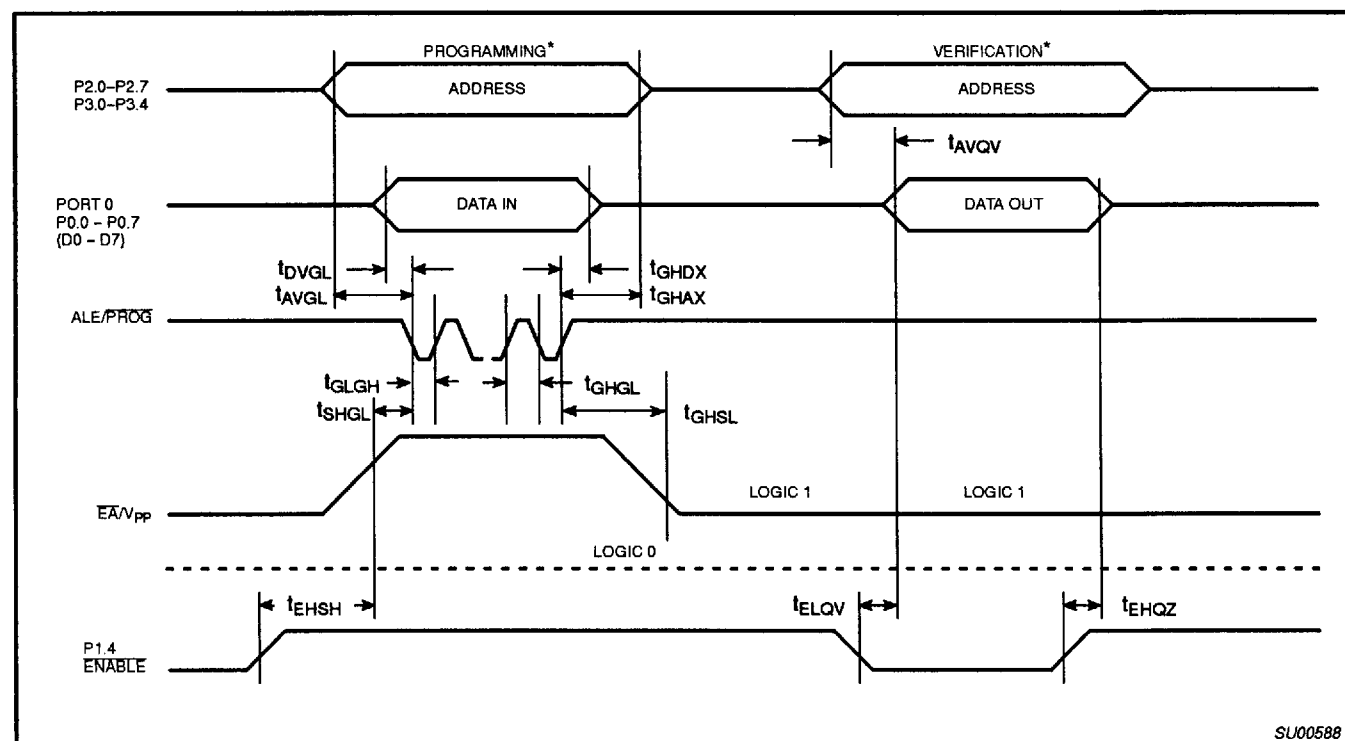 PROGRAMMING*
VERIFICATION*
P2.0–P2.7
P3.0–P3.4
ADDRESS
ADDRESS
tAVQV
PORT 0
P0.0 – P0.7
(D0 – D7)
DATA IN
DATA OUT
tDVGL
tGHDX
tAVGL
tGHAX
ALE/PROG
tGLGH
tGHGL
tSHGL
tGHSL
LOGIC 1
LOGIC 1
EA/VPP
LOGIC 0
tEHSH
tELQV
tEHQZ
P1.4
ENABLE
SU00588